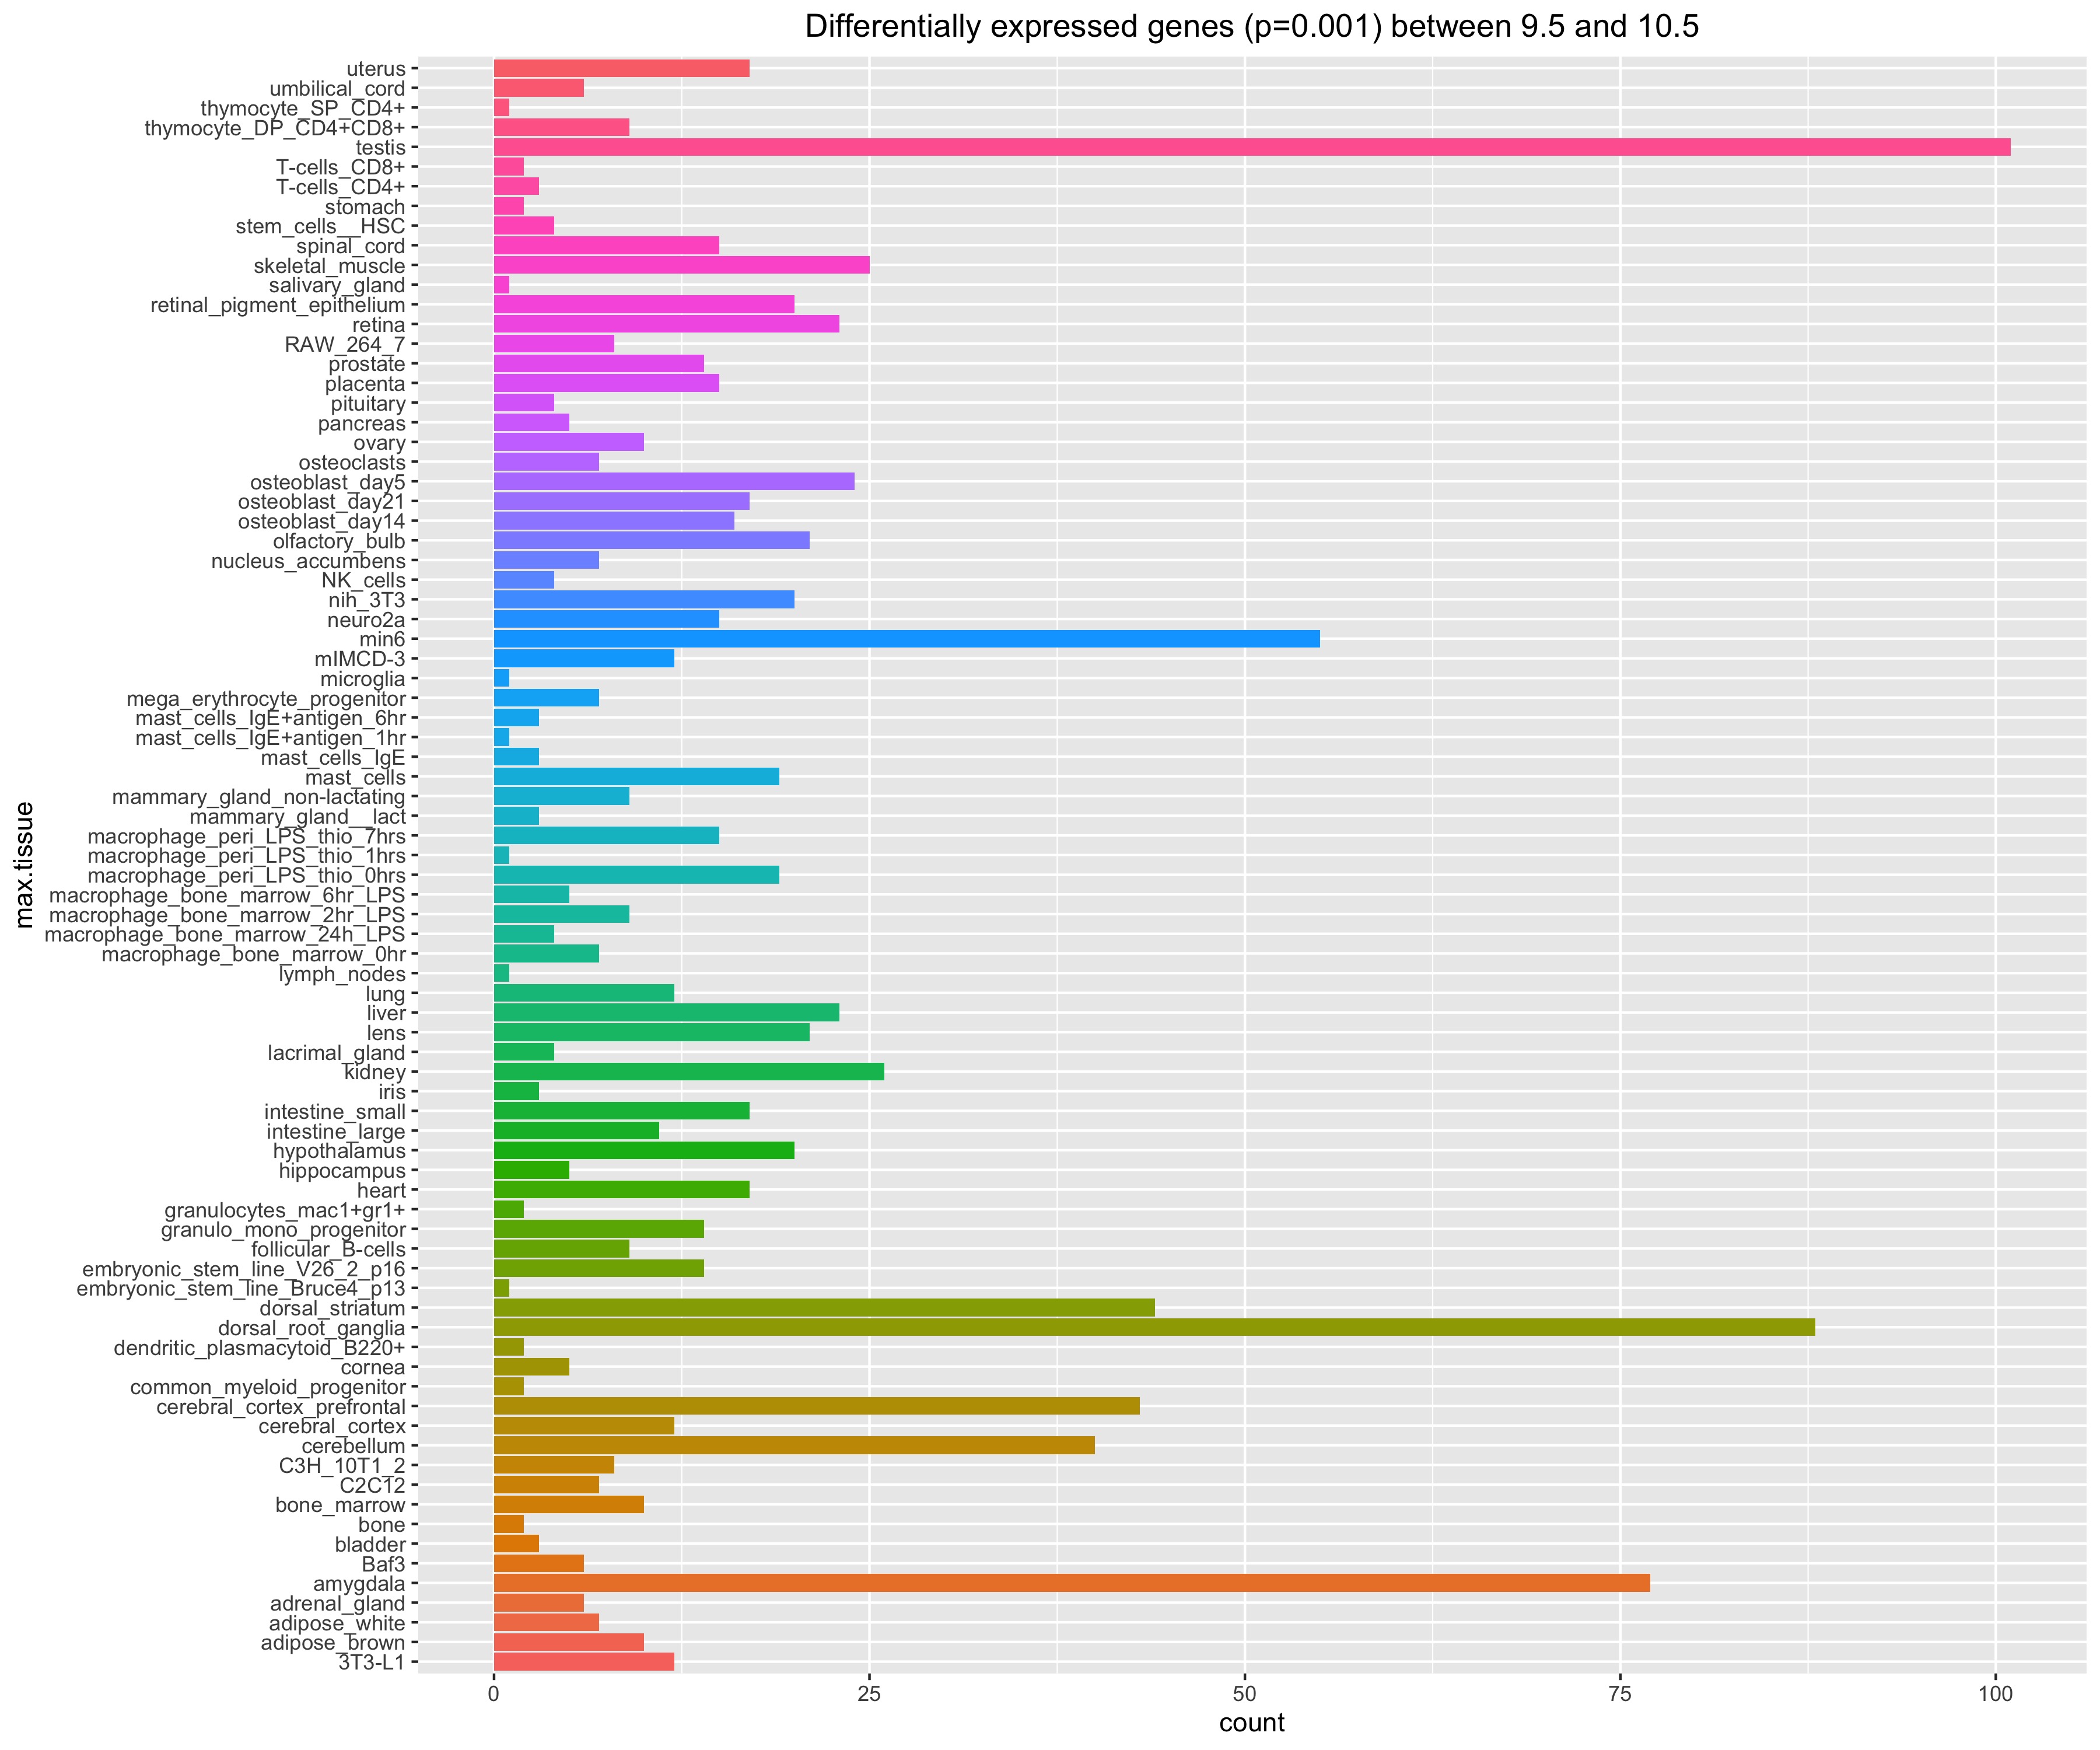 Differentially expressed genes (p=0.001) between 9.5 and 10.5
uterus
umbilical_cord
thymocyte_SP_CD4+
thymocyte_DP_CD4+CD8+
testis
T-cells_CD8+
T-cells_CD4+
stomach
stem_cells__HSC
spinal_cord
skeletal_muscle
salivary_gland
retinal_pigment_epithelium
retina
RAW_264_7
prostate
placenta
pituitary
pancreas
ovary
osteoclasts
osteoblast_day5
osteoblast_day21
osteoblast_day14
olfactory_bulb
nucleus_accumbens
NK_cells
nih_3T3
neuro2a
min6
mIMCD-3
microglia
mega_erythrocyte_progenitor
mast_cells_IgE+antigen_6hr
mast_cells_IgE+antigen_1hr
mast_cells_IgE
mast_cells
mammary_gland_non-lactating
mammary_gland__lact
macrophage_peri_LPS_thio_7hrs
macrophage_peri_LPS_thio_1hrs
macrophage_peri_LPS_thio_0hrs
macrophage_bone_marrow_6hr_LPS
macrophage_bone_marrow_2hr_LPS
macrophage_bone_marrow_24h_LPS
macrophage_bone_marrow_0hr
lymph_nodes
lung
liver
lens
lacrimal_gland
kidney
iris
intestine_small
intestine_large
hypothalamus
hippocampus
heart
granulocytes_mac1+gr1+
granulo_mono_progenitor
follicular_B-cells
embryonic_stem_line_V26_2_p16
embryonic_stem_line_Bruce4_p13
dorsal_striatum
dorsal_root_ganglia
dendritic_plasmacytoid_B220+
cornea
common_myeloid_progenitor
cerebral_cortex_prefrontal
cerebral_cortex
cerebellum
C3H_10T1_2
C2C12
bone_marrow
bone
bladder
Baf3
amygdala
adrenal_gland
adipose_white
adipose_brown
3T3-L1
max.tissue
0 25 50 75 100
count